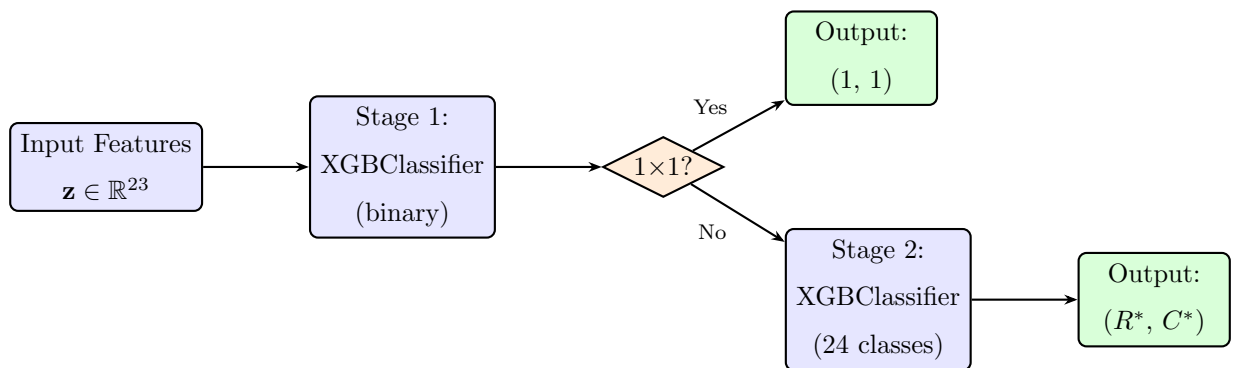 Input Features
𝐳 ∈ ℝ²³
Stage 1:
XGBClassifier
(binary)
1×1?
Yes
Output:
(1, 1)
No
Stage 2:
XGBClassifier
(24 classes)
Output:
(R*, C*)